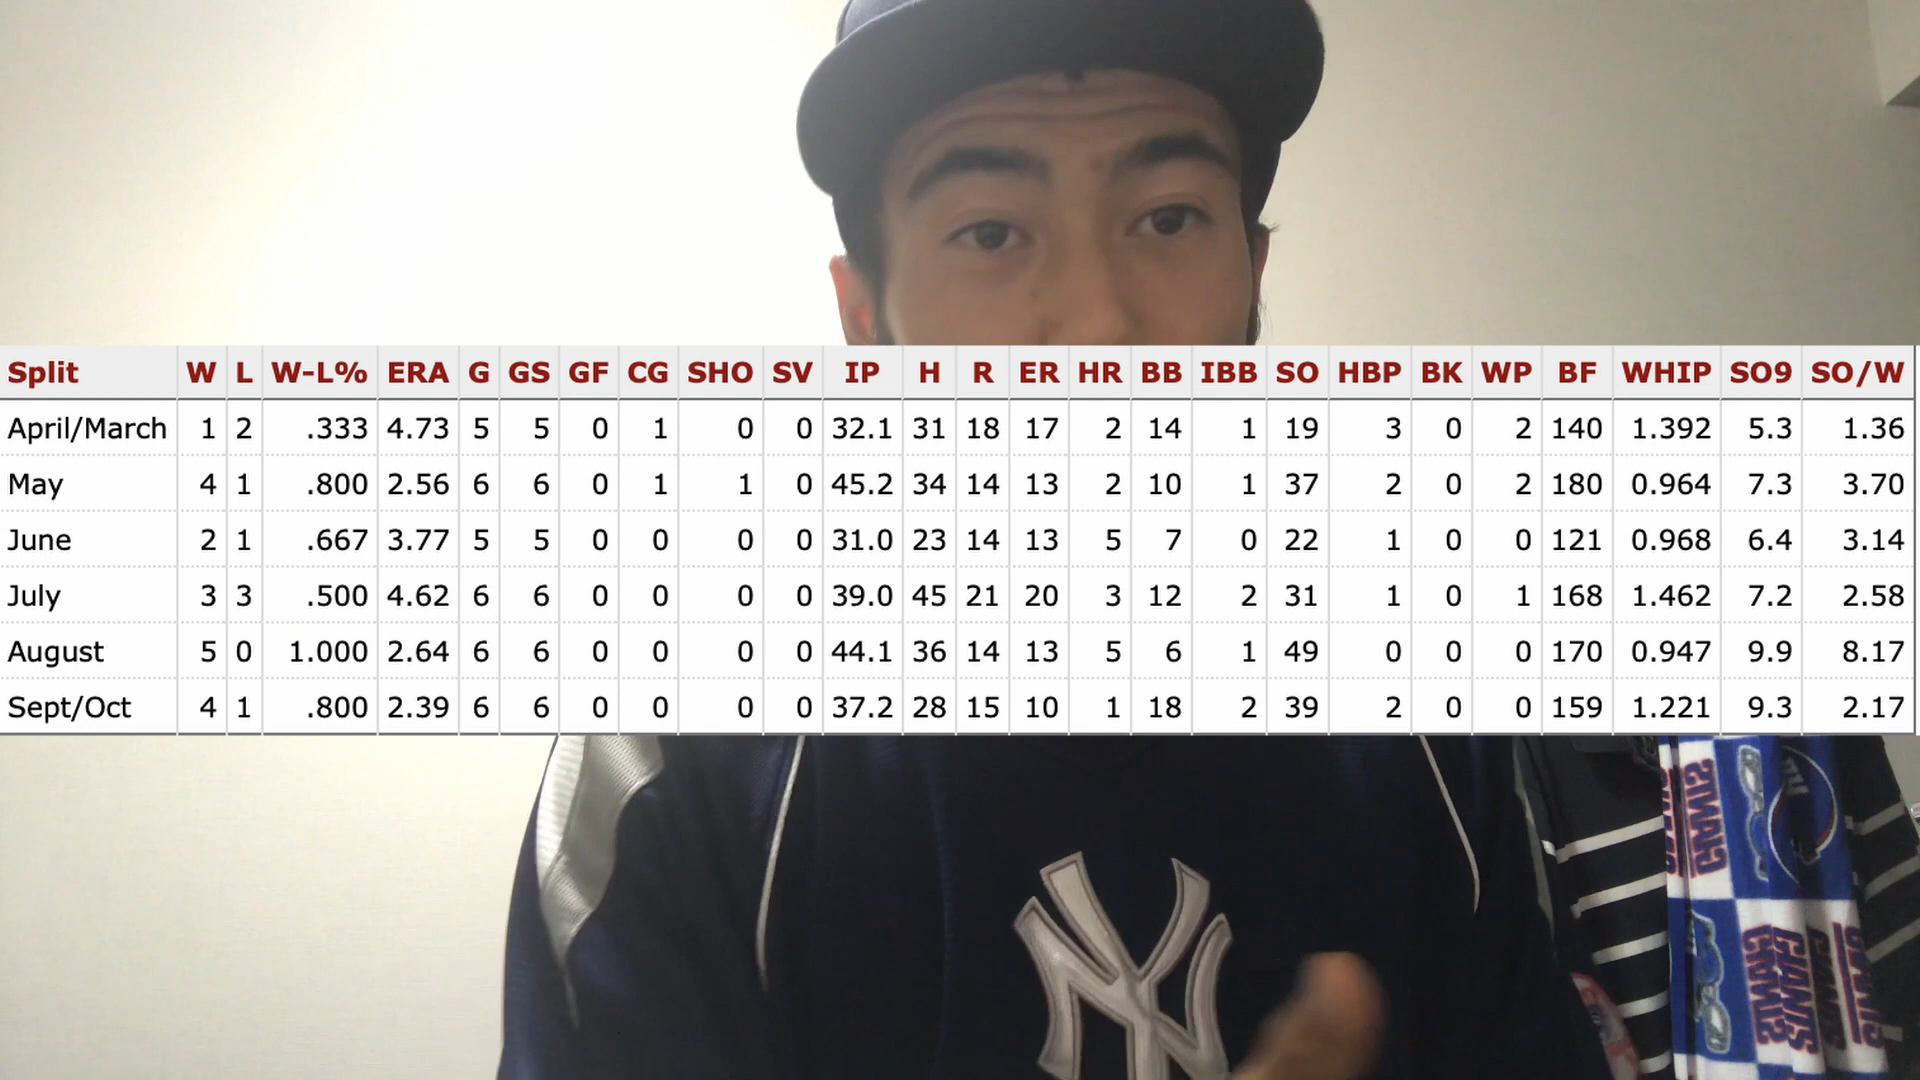 Split W L W-L% ERA G GS GF CG SHO SV IP H R ER HR BB IBB SO HBP BK WP BF WHIP SO9 SO/W
April/March 1 2 .333 4.73 5 5 0 1 0 0 32.1 31 18 17 2 14 1 19 3 0 2 140 1.392 5.3 1.36
May 4 1 .800 2.56 6 6 0 1 1 0 45.2 34 14 13 2 10 1 37 2 0 2 180 0.964 7.3 3.70
June 2 1 .667 3.77 5 5 0 0 0 0 31.0 23 14 13 5 7 0 22 1 0 0 121 0.968 6.4 3.14
July 3 3 .500 4.62 6 6 0 0 0 0 39.0 45 21 20 3 12 2 31 1 0 1 168 1.462 7.2 2.58
August 5 0 1.000 2.64 6 6 0 0 0 0 44.1 36 14 13 5 6 1 49 0 0 0 170 0.947 9.9 8.17
Sept/Oct 4 1 .800 2.39 6 6 0 0 0 0 37.2 28 15 10 1 18 2 39 2 0 0 159 1.221 9.3 2.17
NY
GIANTS
GIANTS
GIANTS